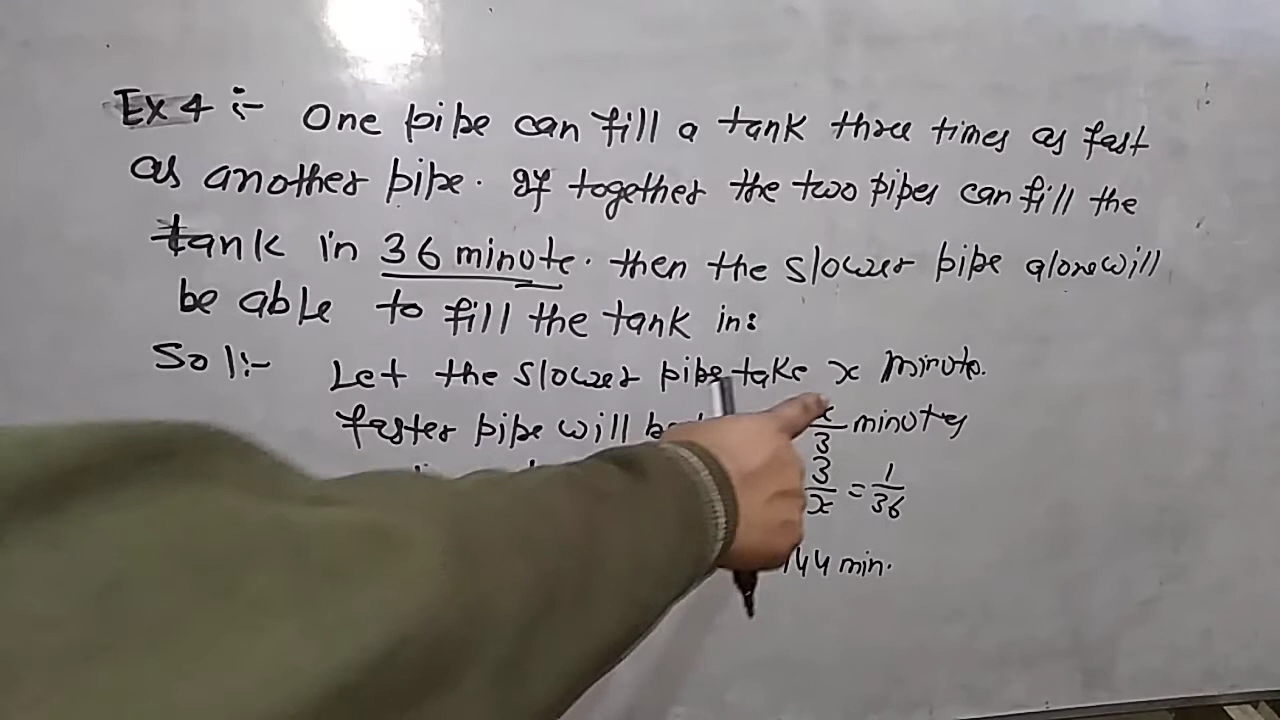 Ex 4 :- One pipe can fill a tank three times as fast
as another pipe. If together the two pipes can fill the
tank in 36 minute. then the slower pipe alone will
be able to fill the tank in:
Sol:- Let the slower pipe take x minute.
faster pipe will x/3 minutes
3/x = 1/36
144 min.